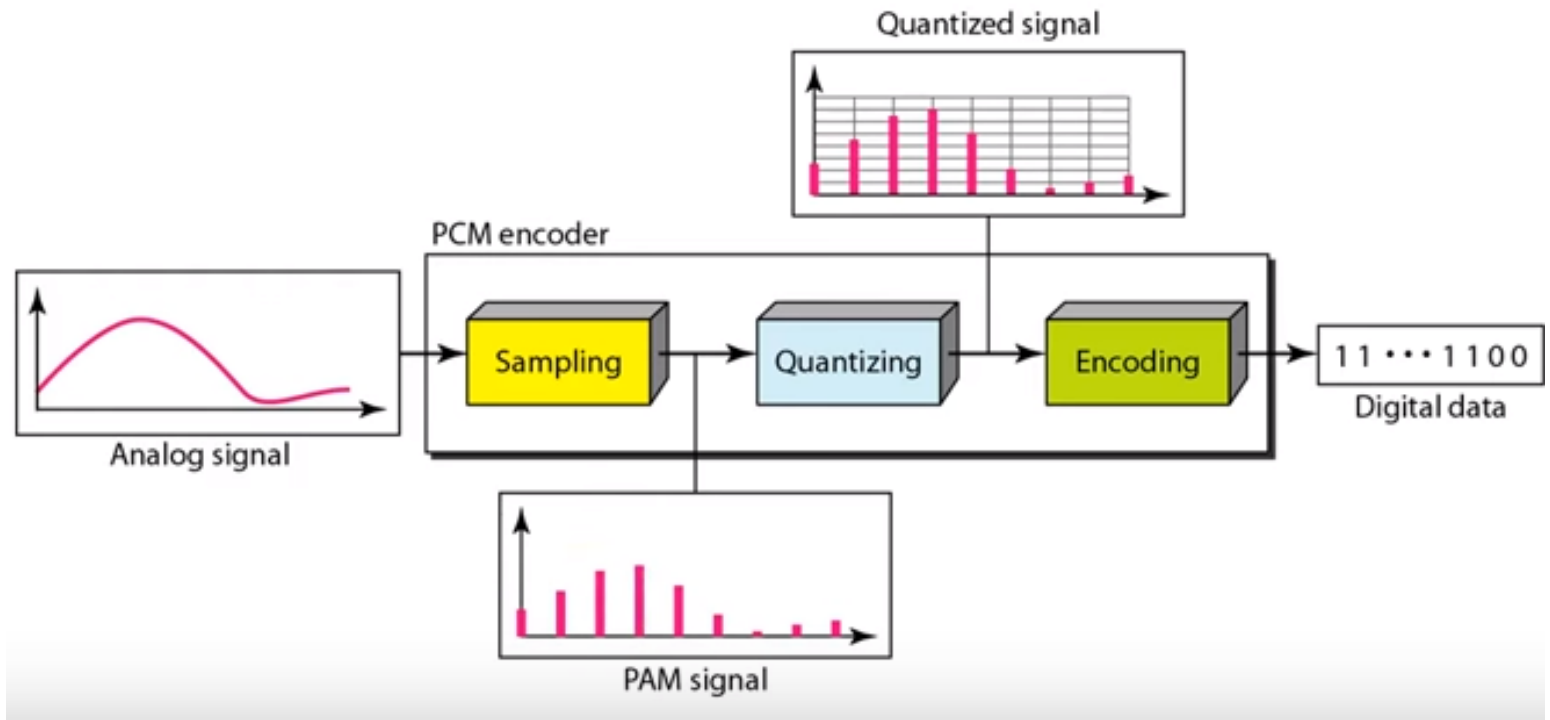 Quantized signal
PCM encoder
Sampling
Quantizing
Encoding
11 ··· 1100
Digital data
Analog signal
PAM signal